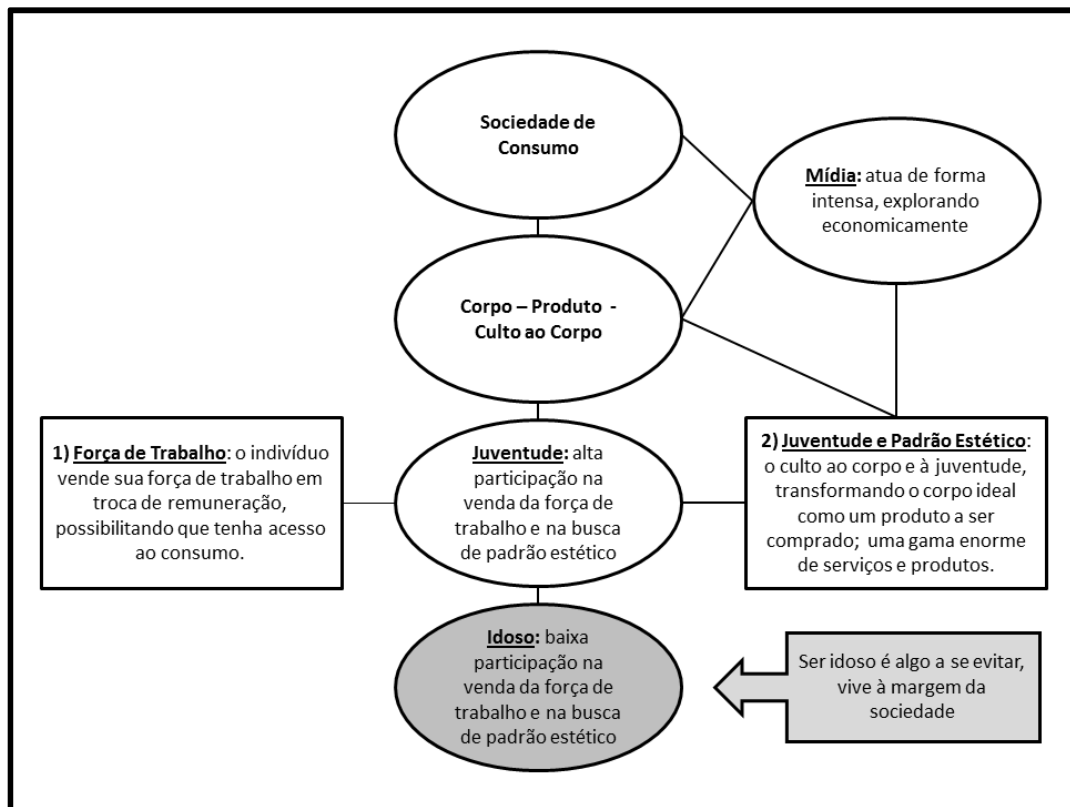 Sociedade de
Consumo
Mídia: atua de forma
intensa, explorando
economicamente
Corpo – Produto -
Culto ao Corpo
1) Força de Trabalho: o indivíduo
vende sua força de trabalho em
troca de remuneração,
possibilitando que tenha acesso
ao consumo.
Juventude: alta
participação na
venda da força de
trabalho e na busca
de padrão estético
2) Juventude e Padrão Estético:
o culto ao corpo e à juventude,
transformando o corpo ideal
como um produto a ser
comprado; uma gama enorme
de serviços e produtos.
Idoso: baixa
participação na
venda da força de
trabalho e na busca
de padrão estético
Ser idoso é algo a se evitar,
vive à margem da
sociedade